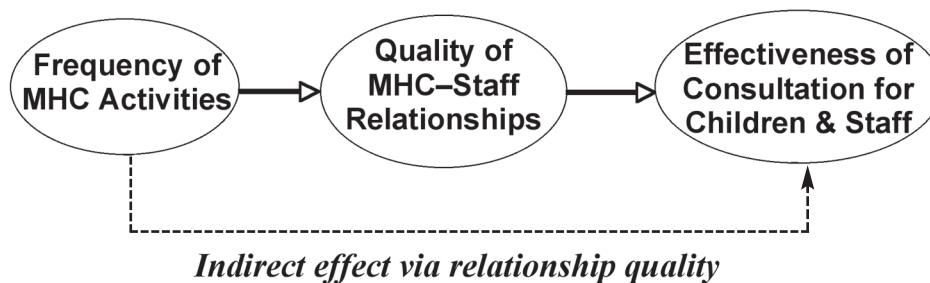 Frequency of
MHC Activities
Quality of
MHC–Staff
Relationships
Effectiveness of
Consultation for
Children & Staff
Indirect effect via relationship quality